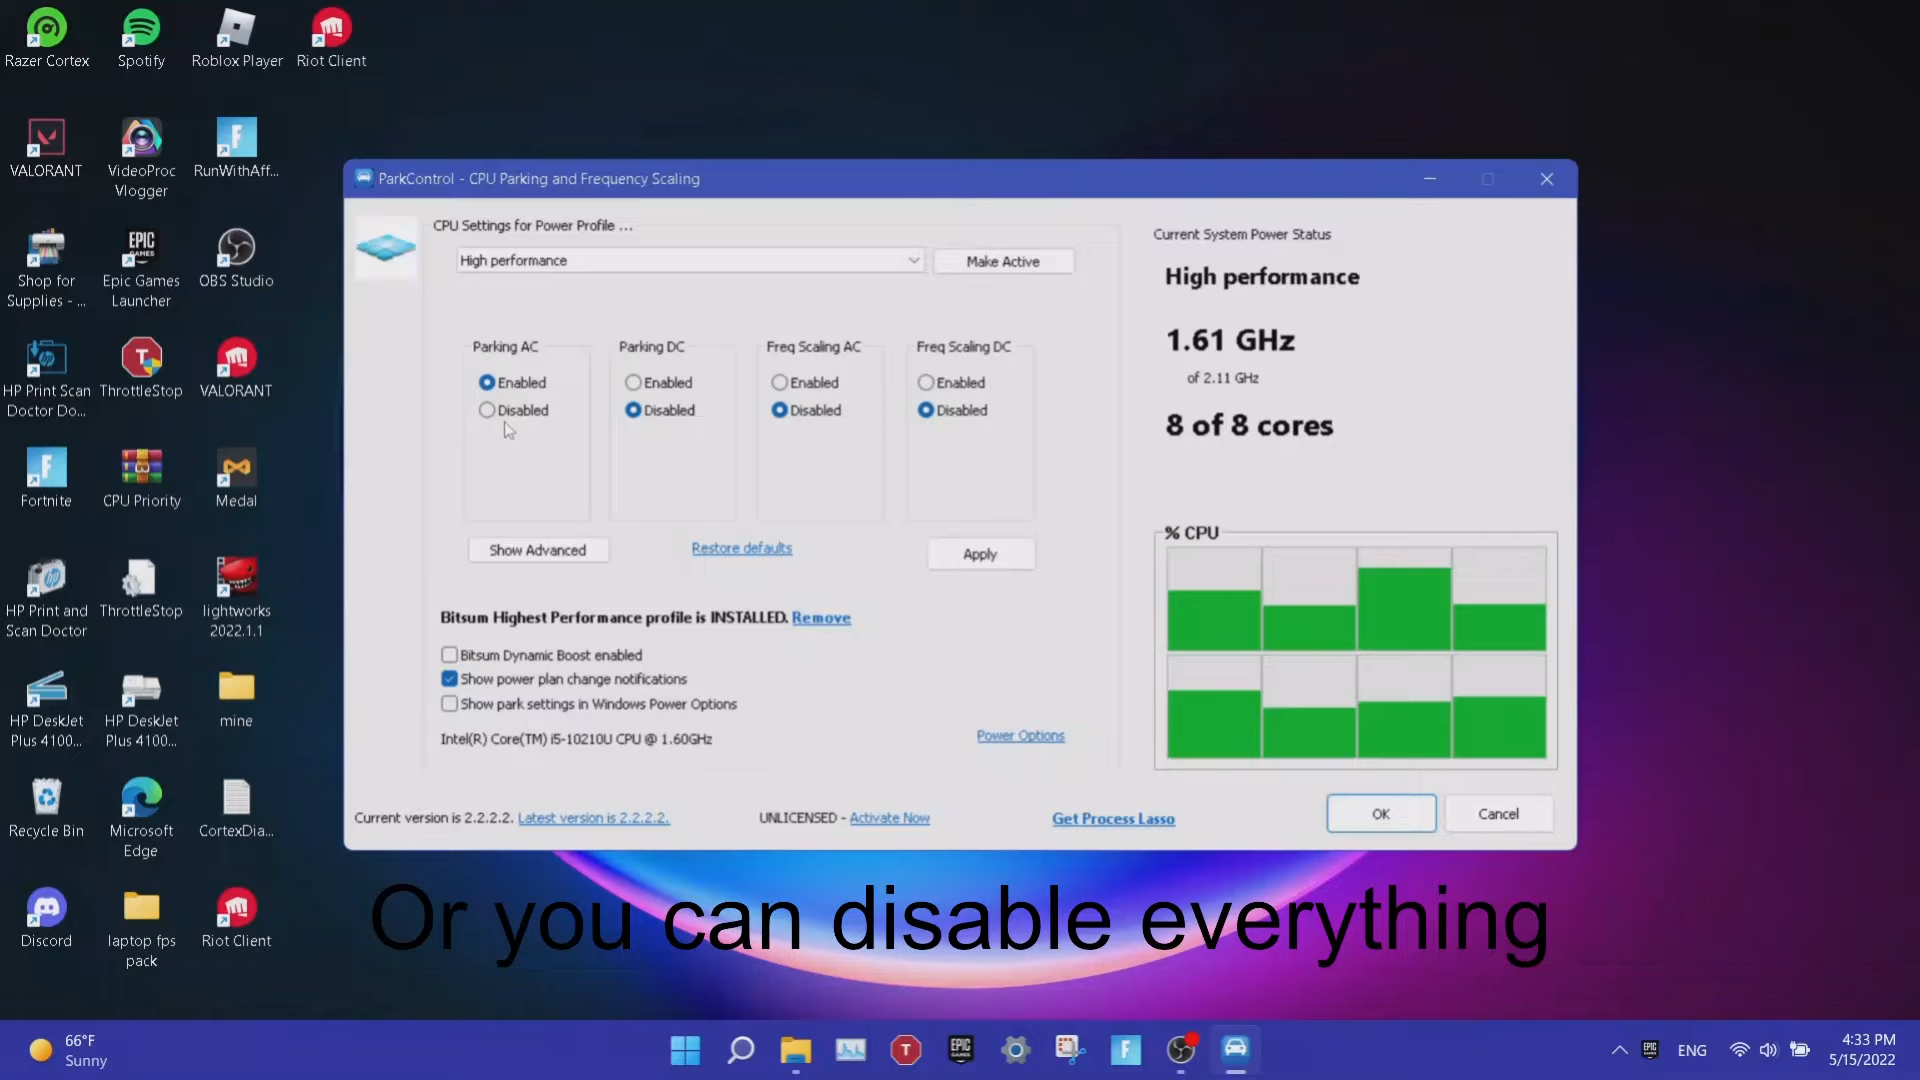 Razer Cortex
Spotify
Roblox Player
Riot Client
VALORANT
VideoProc
Vlogger
RunWithAff...
Shop for
Supplies - ...
EPIC
GAMES
Epic Games
Launcher
OBS Studio
HP Print Scan
Doctor Do...
ThrottleStop
VALORANT
Fortnite
CPU Priority
Medal
HP Print and
Scan Doctor
ThrottleStop
lightworks
2022.1.1
HP DeskJet
Plus 4100...
HP DeskJet
Plus 4100...
mine
Recycle Bin
Microsoft
Edge
CortexDia...
Discord
laptop fps
pack
Riot Client
ParkControl - CPU Parking and Frequency Scaling
CPU Settings for Power Profile ...
High performance
Make Active
Parking AC
Enabled
Disabled
Parking DC
Enabled
Disabled
Freq Scaling AC
Enabled
Disabled
Freq Scaling DC
Enabled
Disabled
Show Advanced
Restore defaults
Apply
Bitsum Highest Performance profile is INSTALLED. Remove
Bitsum Dynamic Boost enabled
Show power plan change notifications
Show park settings in Windows Power Options
Intel(R) Core(TM) i5-10210U CPU @ 1.60GHz
Power Options
Current System Power Status
High performance
1.61 GHz
of 2.11 GHz
8 of 8 cores
% CPU
Current version is 2.2.2.2. Latest version is 2.2.2.2.
UNLICENSED - Activate Now
Get Process Lasso
OK
Cancel
Or you can disable everything
66°F
Sunny
ENG
4:33 PM
5/15/2022